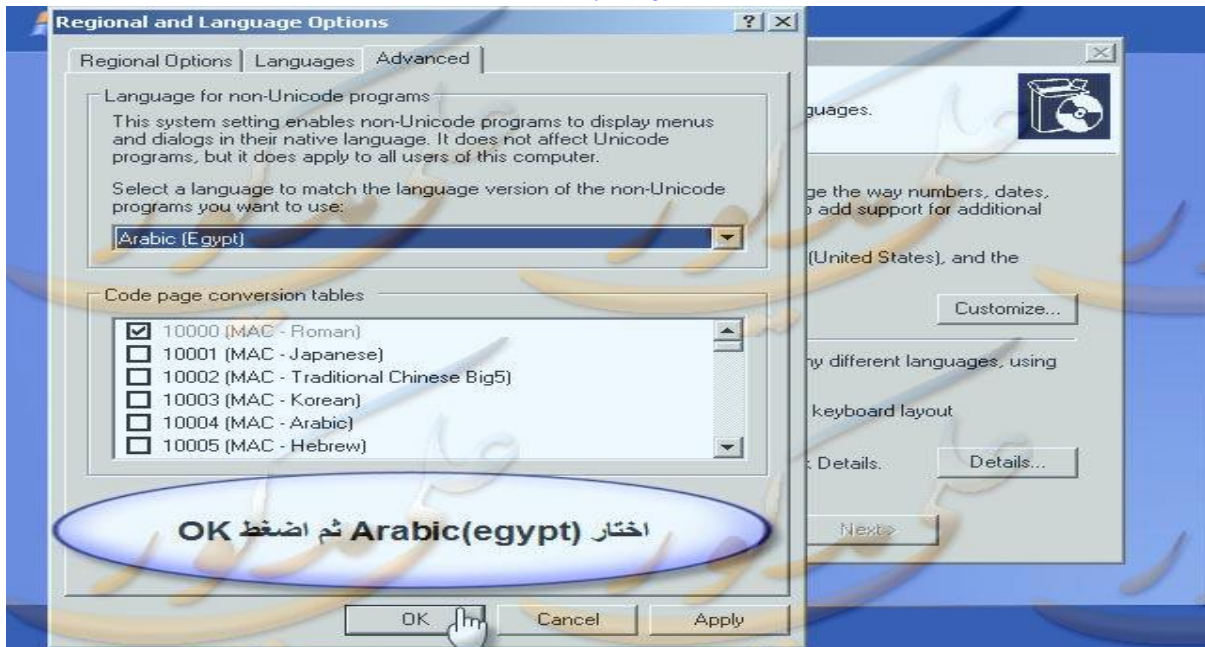 Regional and Language Options
Regional Options
Languages
Advanced
Language for non-Unicode programs
This system setting enables non-Unicode programs to display menus
and dialogs in their native language. It does not affect Unicode
programs, but it does apply to all users of this computer.
Select a language to match the language version of the non-Unicode
programs you want to use:
Arabic (Egypt)
Code page conversion tables
10000 (MAC - Roman)
10001 (MAC - Japanese)
10002 (MAC - Traditional Chinese Big5)
10003 (MAC - Korean)
10004 (MAC - Arabic)
10005 (MAC - Hebrew)
اختار Arabic(egypt) ثم اضغط OK
OK
Cancel
Apply
guages.
ge the way numbers, dates,
add support for additional
(United States), and the
Customize...
ny different languages, using
keyboard layout
Details.
Details...
Next >